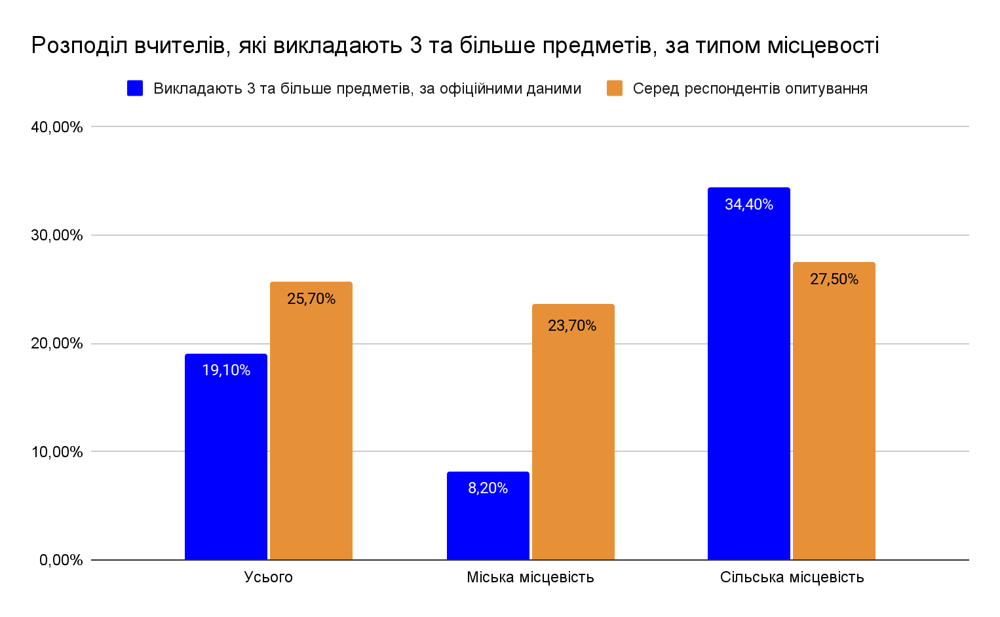 Розподіл вчителів, які викладають 3 та більше предметів, за типом місцевості
Викладають 3 та більше предметів, за офіційними даними
Серед респондентів опитування
40,00%
30,00%
20,00%
10,00%
0,00%
19,10%
25,70%
8,20%
23,70%
34,40%
27,50%
Усього
Міська місцевість
Сільська місцевість